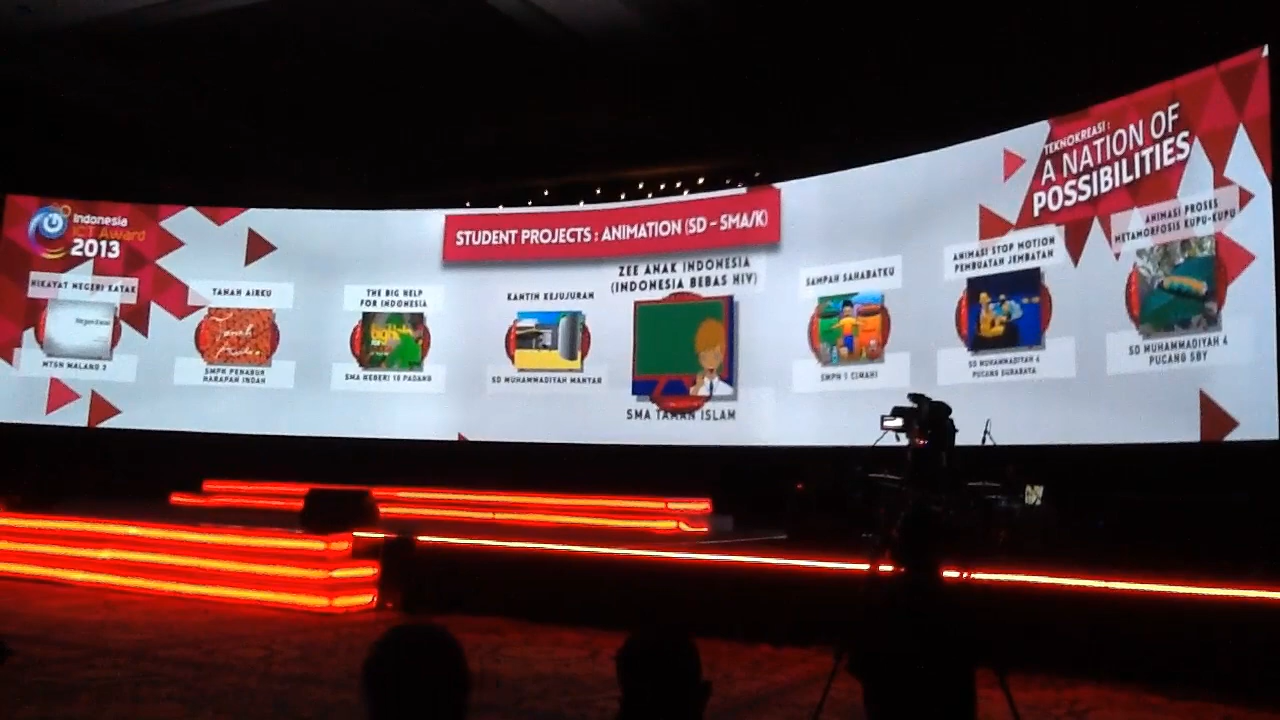 Indonesia
ICT Award
2013
STUDENT PROJECTS : ANIMATION (SD - SMA/K)
TEKNOKREASI :
A NATION OF
POSSIBILITIES
HIKAYAT NEGERI KATAK
MTSN MALANG 3
TANAH AIRKU
SMPK PENABUR
HARAPAN INDAH
THE BIG HELP
FOR INDONESIA
SMA NEGERI 10 PADANG
KANTIN KEJUJURAN
SD MUHAMMADIYAH MANYAR
ZEE ANAK INDONESIA
(INDONESIA BEBAS HIV)
SMA TAMAN ISLAM
SAMPAH SAHABATKU
SMPN 1 CIMAHI
ANIMASI STOP MOTION
PEMBUATAN JEMBATAN
SD MUHAMMADIYAH 4
PUCANG SURABAYA
ANIMASI PROSES
METAMORFOSIS KUPU-KUPU
SD MUHAMMADIYAH 4
PUCANG SBY